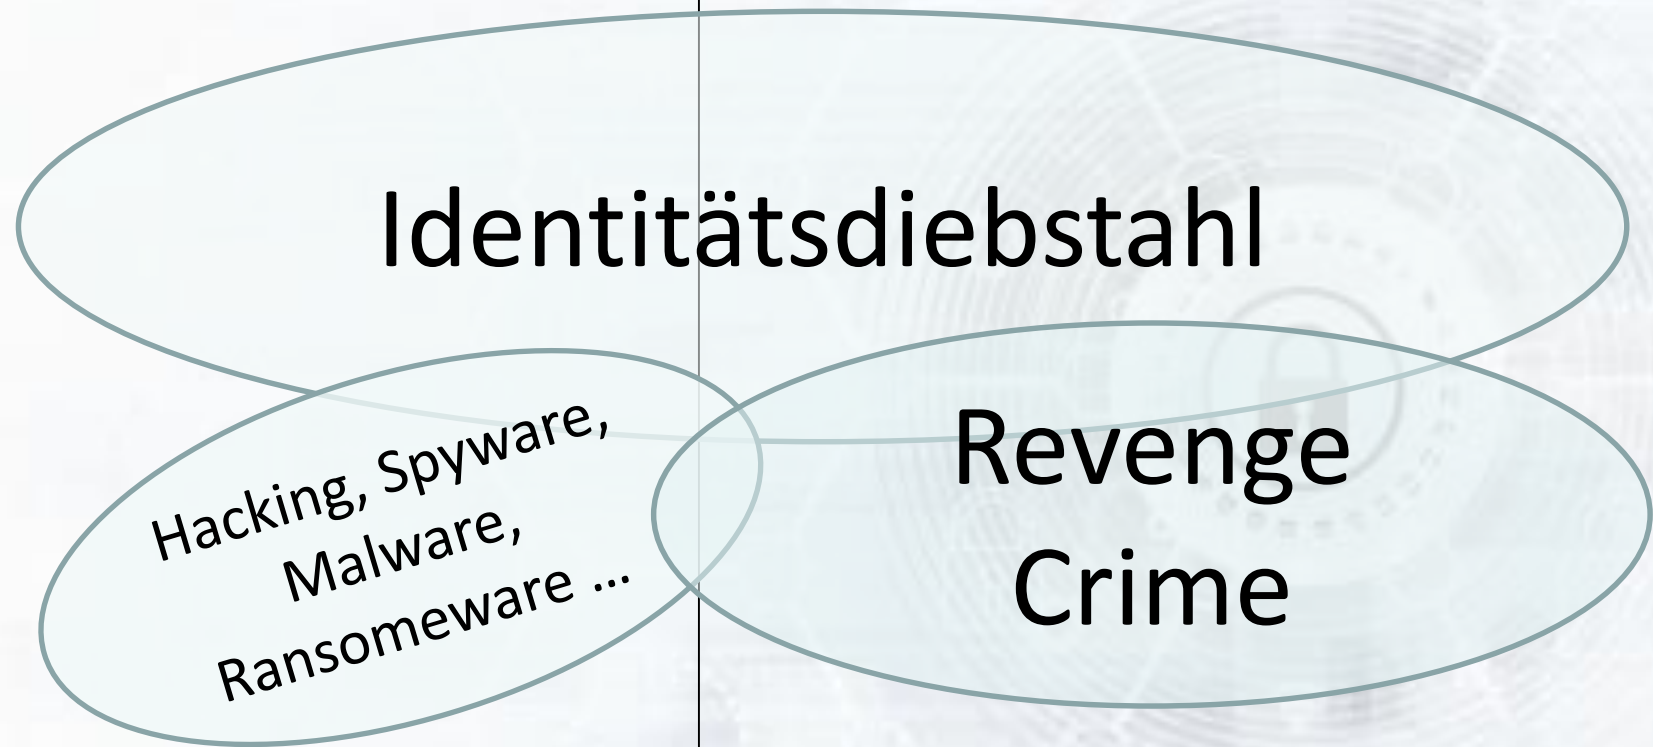 Identitätsdiebstahl
Hacking, Spyware,
Malware,
Ransomeware ...
Revenge
Crime